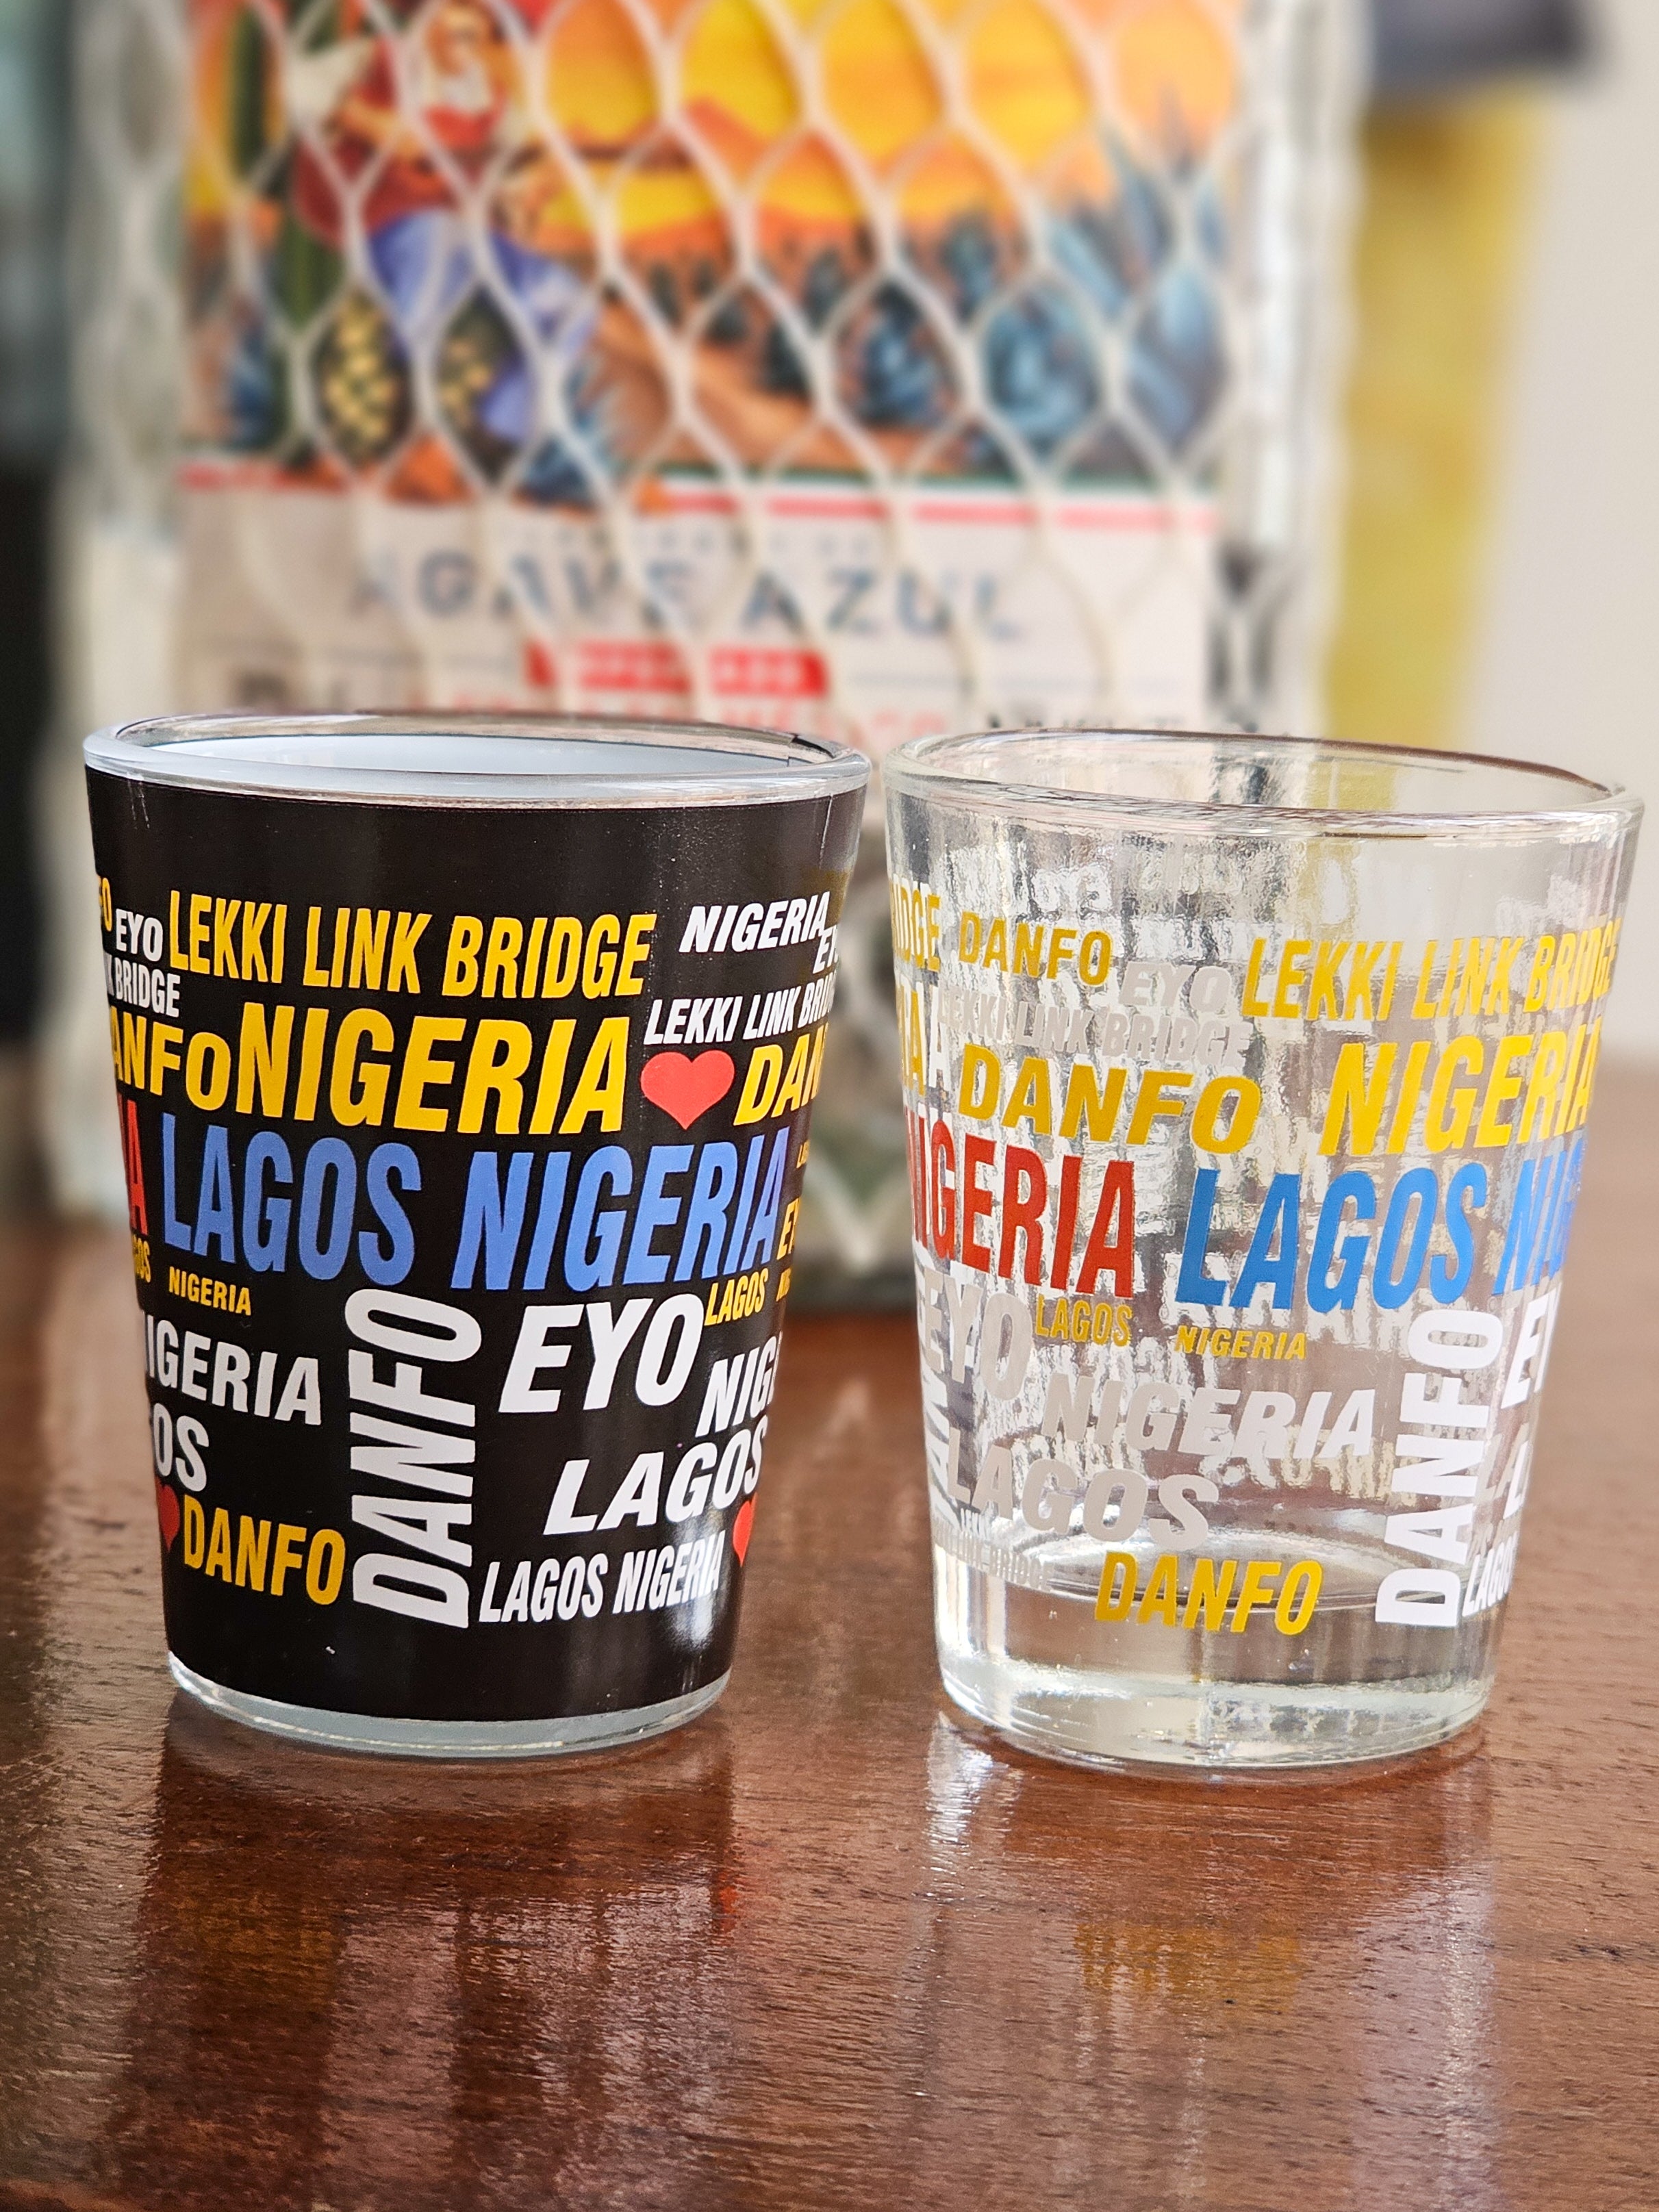 AGAVE AZUL
EYO LEKKI LINK BRIDGE NIGERIA
BRIDGE LEKKI LINK
DANFO NIGERIA
LAGOS NIGERIA
NIGERIA LAGOS
NIGERIA DANFO EYO
LAGOS
DANFO LAGOS NIGERIA
DANFO EYO LEKKI LINK BRIDGE
LEKKI LINK BRIDGE
DANFO NIGERIA
NIGERIA LAGOS
EYO LAGOS NIGERIA
NIGERIA DANFO
LAGOS
DANFO LAGOS